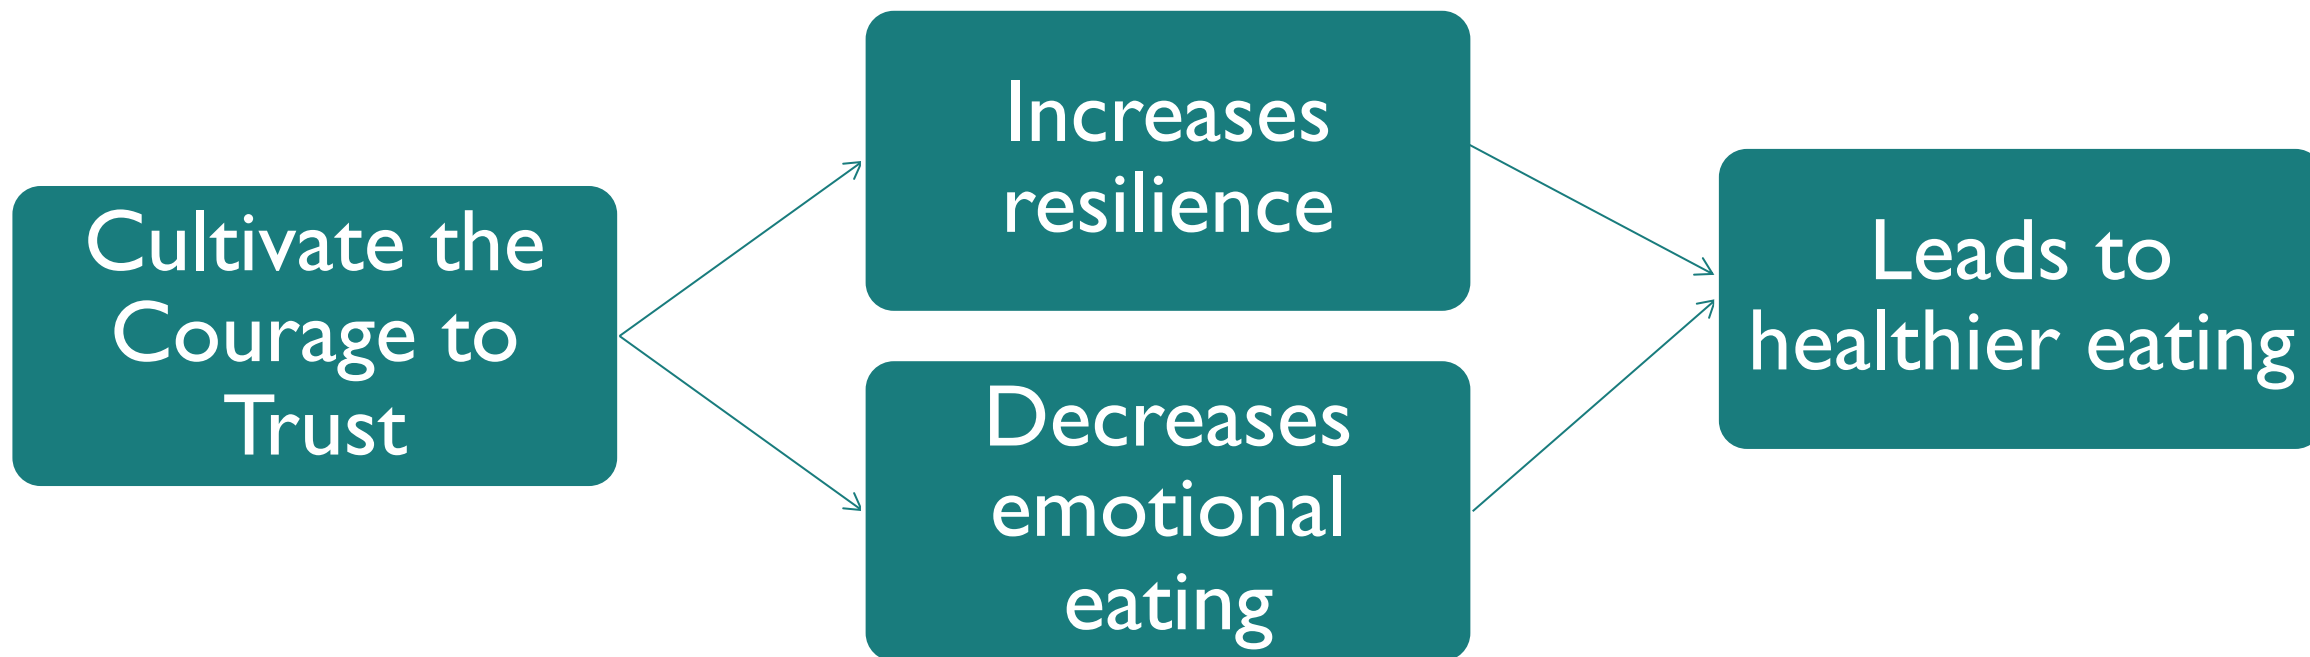 Cultivate the
Courage to
Trust
Increases
resilience
Decreases
emotional
eating
Leads to
healthier eating